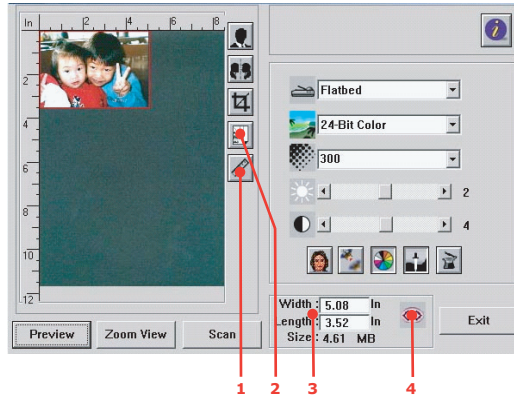 In 2 4 6 8
2
4
6
8
10
12
Flatbed
24-Bit Color
300
2
4
Width : 5.08 In
Length : 3.52 In
Size : 4.61 MB
Preview Zoom View Scan Exit
1 2 3 4